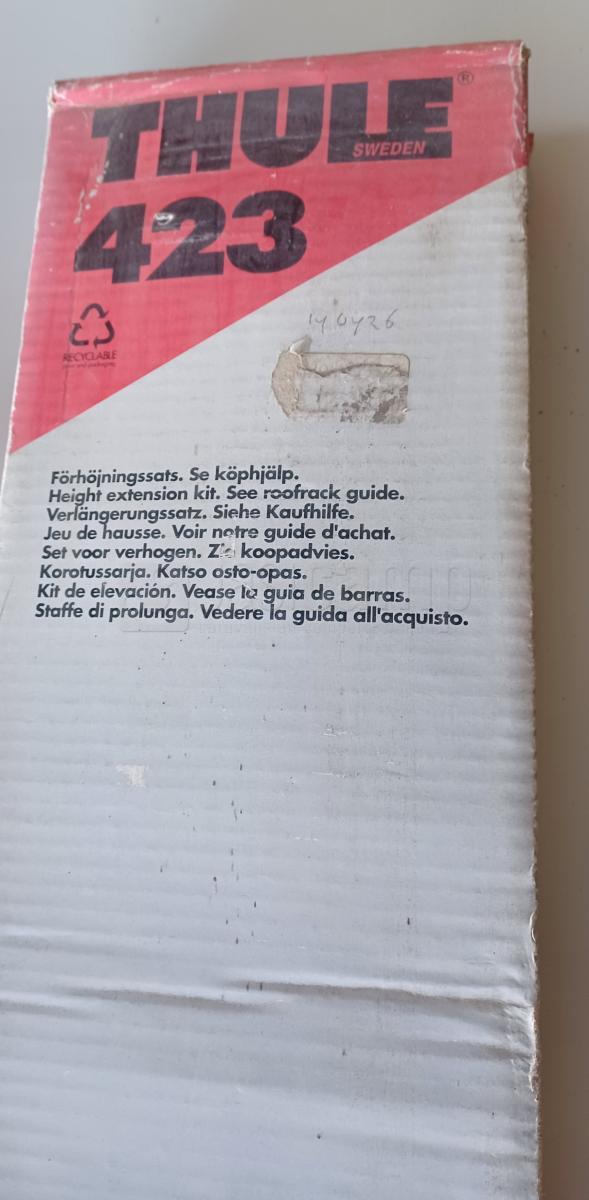 THULE®
SWEDEN
423
RECYCLABLE
Förhöjningssats. Se köphjälp.
Height extension kit. See roofrack guide.
Verlängerungssatz. Siehe Kaufhilfe.
Jeu de hausse. Voir notre guide d'achat.
Set voor verhogen. Zie koopadvies.
Korotussarja. Katso osto-opas.
Kit de elevación. Vease la guia de barras.
Staffe di prolunga. Vedere la guida all'acquisto.